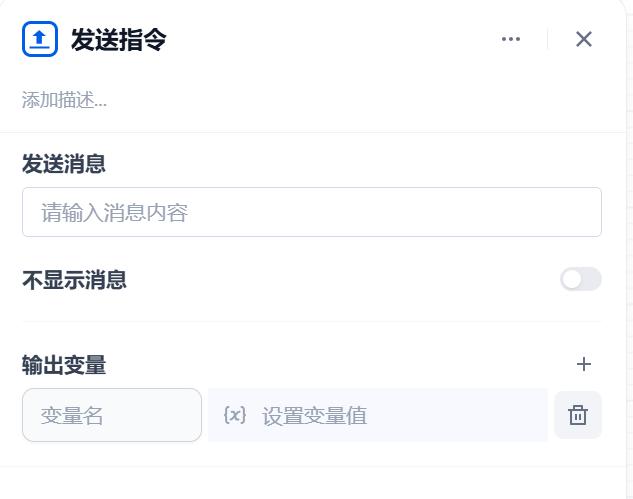 发送指令
添加描述...
发送消息
请输入消息内容
不显示消息
输出变量
变量名
{x} 设置变量值